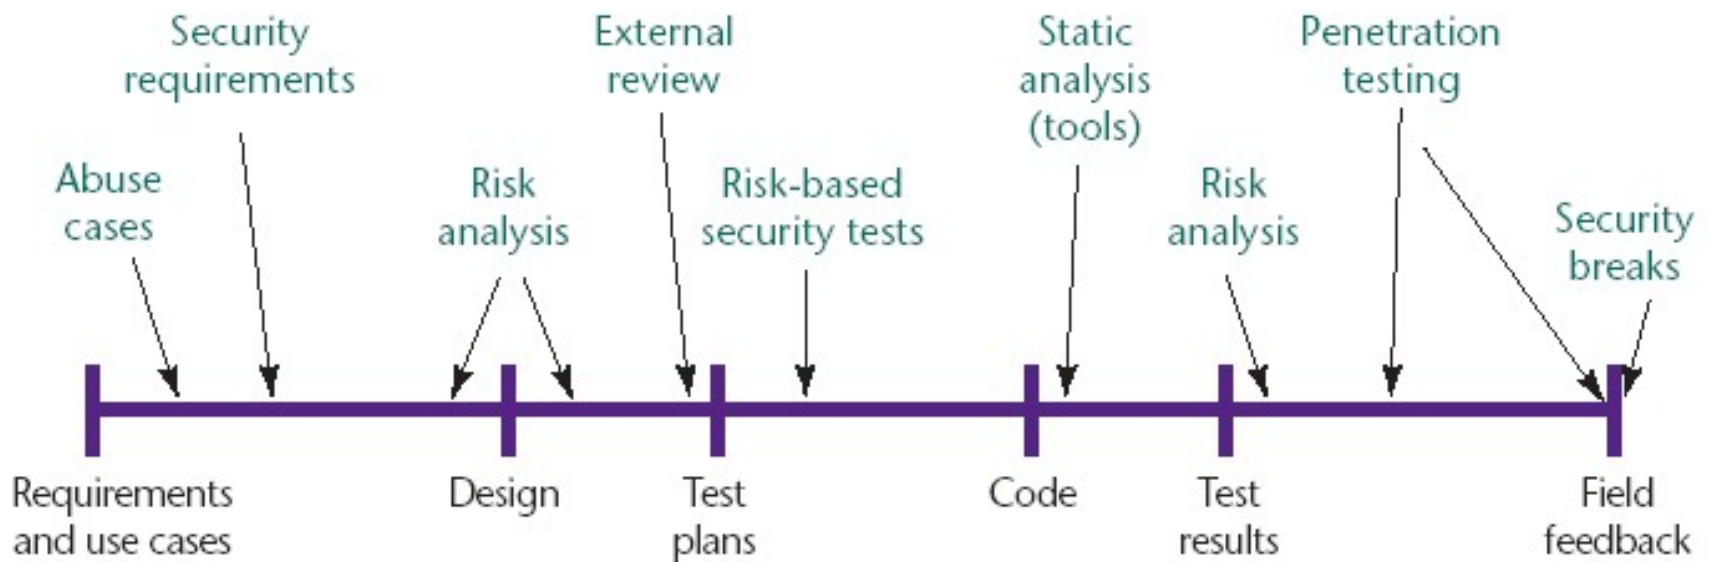 Security
requirements
External
review
Static
analysis
(tools)
Penetration
testing
Abuse
cases
Risk
analysis
Risk-based
security tests
Risk
analysis
Security
breaks
Requirements
and use cases
Design
Test
plans
Code
Test
results
Field
feedback